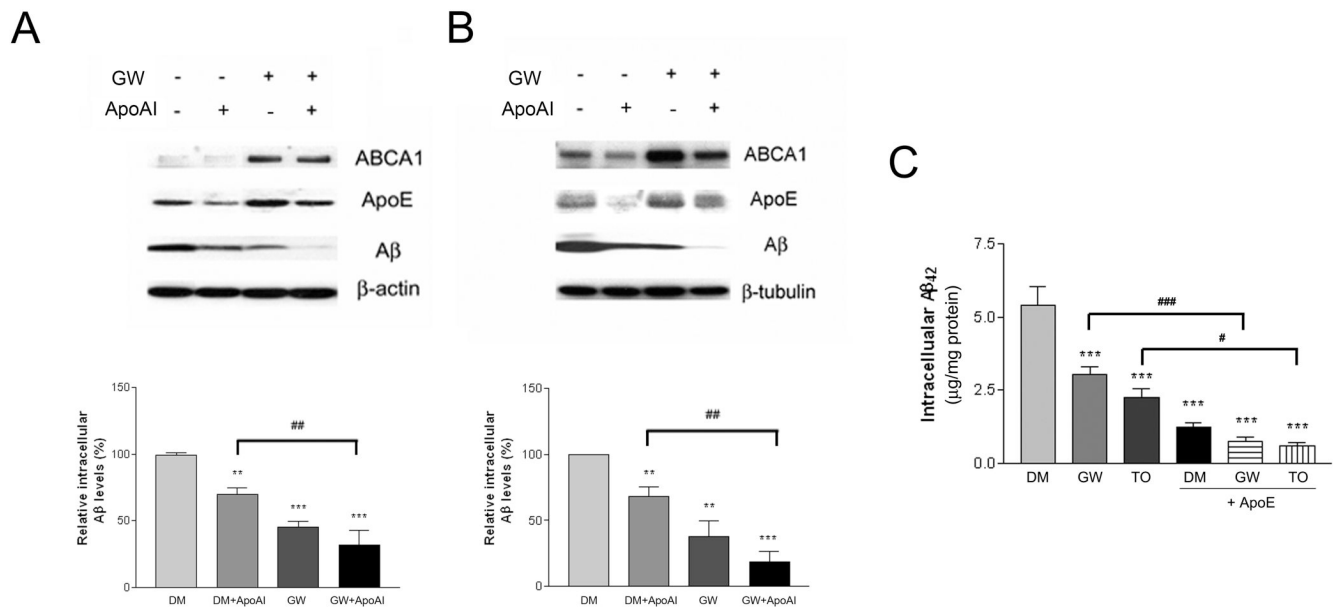 A
GW - - + +
ApoAI - + - +
ABCA1
ApoE
Aβ
β-actin
Relative intracellular
Aβ levels (%)
150
100
50
0
**
***
***
##
DM DM+ApoAI GW GW+ApoAI
B
GW - - + +
ApoAI - + - +
ABCA1
ApoE
Aβ
β-tubulin
Relative intracellular
Aβ levels (%)
150
100
50
0
**
**
***
##
DM DM+ApoAI GW GW+ApoAI
C
Intracellualar Aβ42
(µg/mg protein)
7.5
5.0
2.5
0.0
***
***
***
***
***
###
#
DM GW TO DM GW TO
+ ApoE